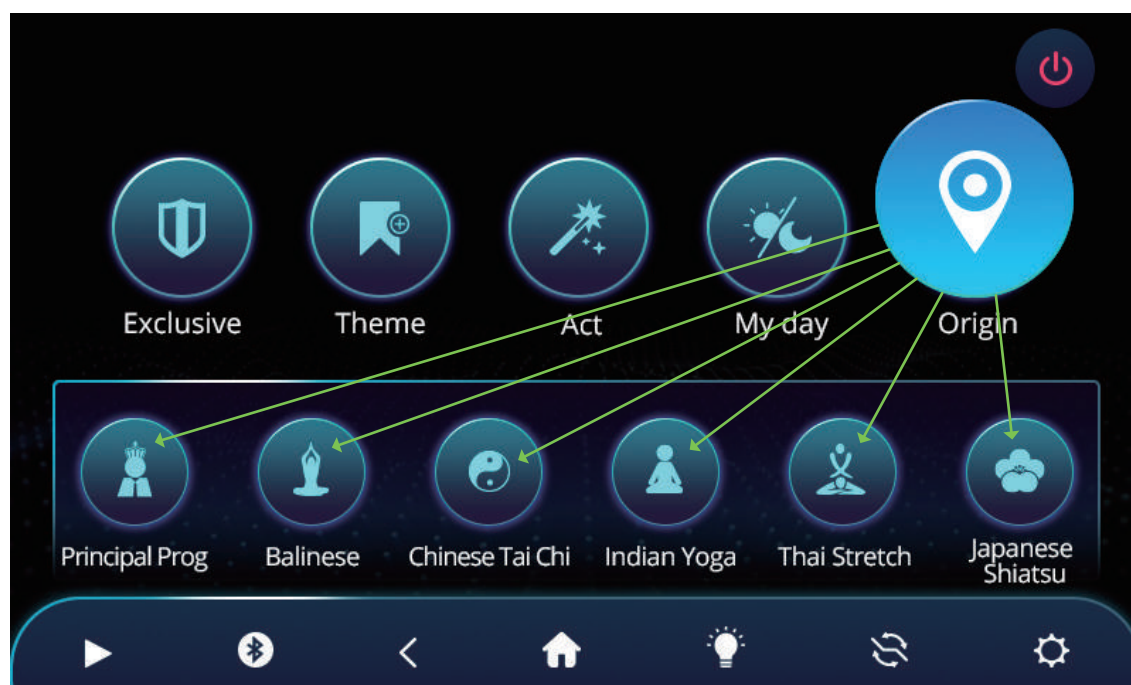 Exclusive
Theme
Act
My day
Origin
Principal Prog
Balinese
Chinese Tai Chi
Indian Yoga
Thai Stretch
Japanese
Shiatsu